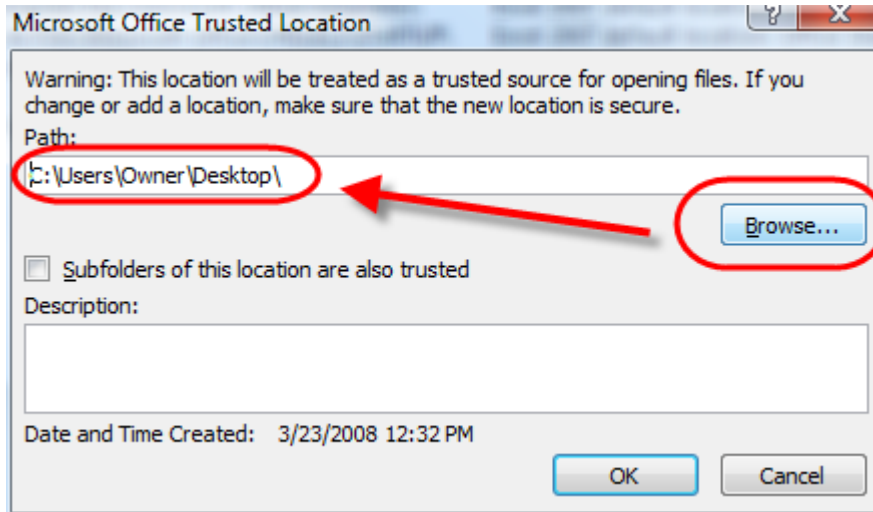 Microsoft Office Trusted Location
Warning: This location will be treated as a trusted source for opening files. If you
change or add a location, make sure that the new location is secure.
Path:
C:\Users\Owner\Desktop\
Browse...
Subfolders of this location are also trusted
Description:
Date and Time Created: 3/23/2008 12:32 PM
OK Cancel